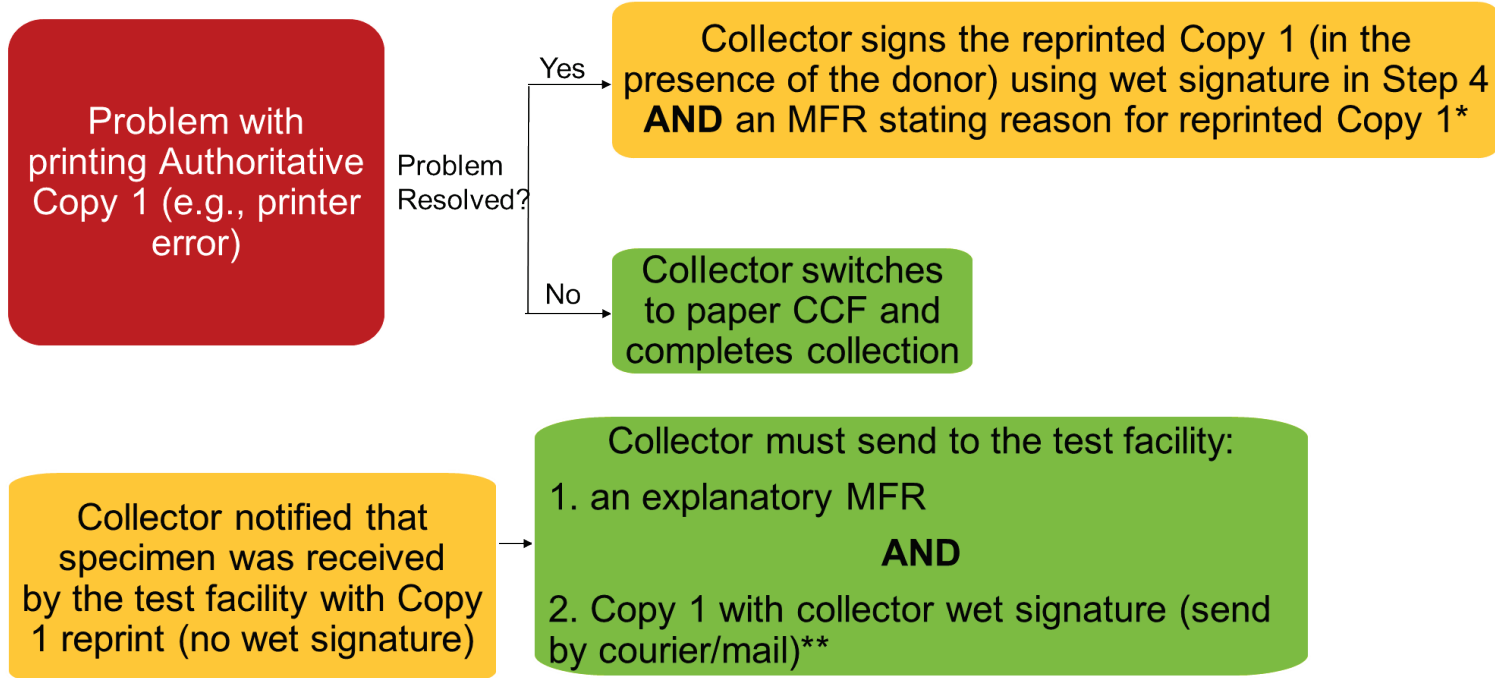 Problem with
printing Authoritative
Copy 1 (e.g., printer
error)
Problem
Resolved?
Yes
Collector signs the reprinted Copy 1 (in the
presence of the donor) using wet signature in Step 4
AND an MFR stating reason for reprinted Copy 1*
No
Collector switches
to paper CCF and
completes collection
Collector notified that
specimen was received
by the test facility with Copy
1 reprint (no wet signature)
Collector must send to the test facility:
1. an explanatory MFR
AND
2. Copy 1 with collector wet signature (send
by courier/mail)**